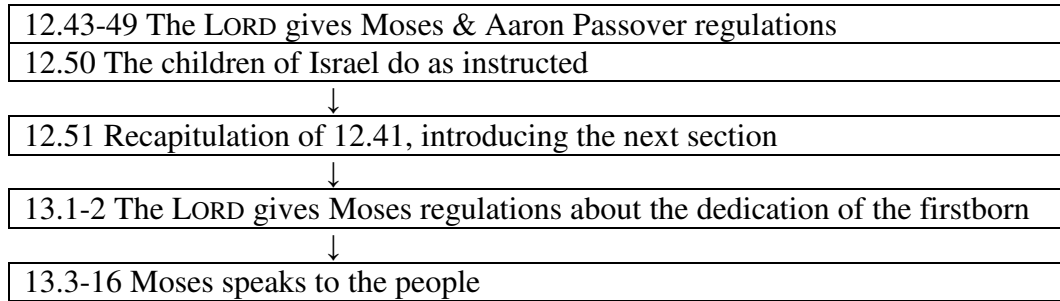 12.43-49 The LORD gives Moses & Aaron Passover regulations
12.50 The children of Israel do as instructed
↓
12.51 Recapitulation of 12.41, introducing the next section
↓
13.1-2 The LORD gives Moses regulations about the dedication of the firstborn
↓
13.3-16 Moses speaks to the people